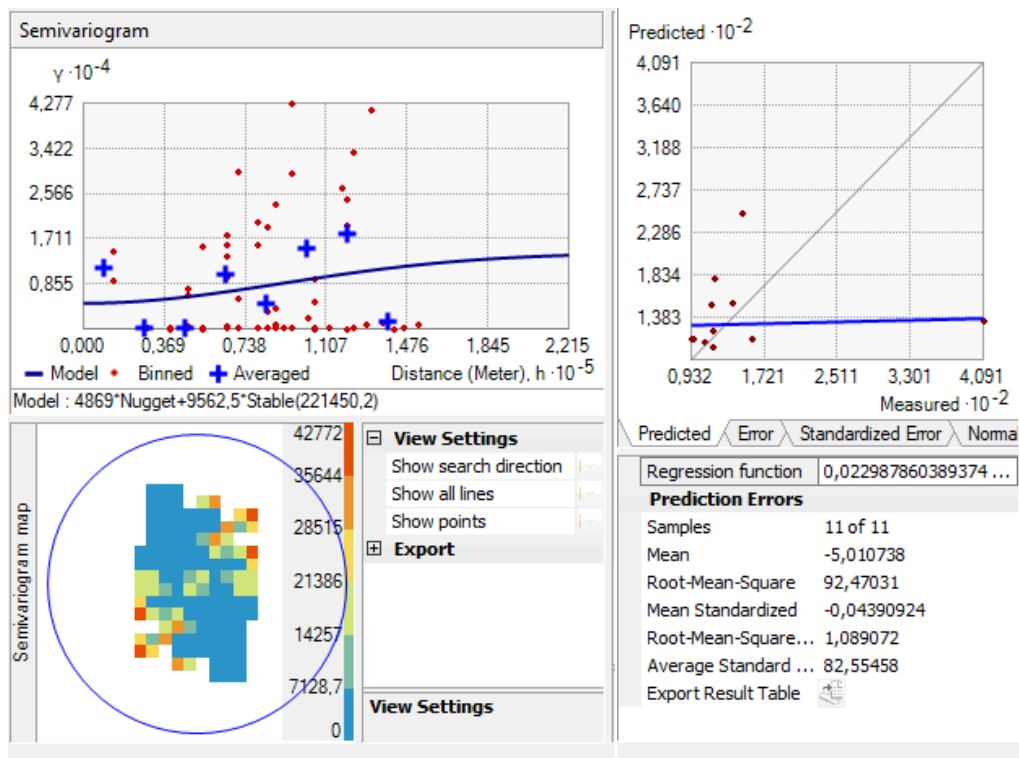 Semivariogram
γ ·10-4
4,277
3,422
2,566
1,711
0,855
0,000 0,369 0,738 1,107 1,476 1,845 2,215
Model Binned Averaged Distance (Meter), h ·10-5
Model : 4869*Nugget+9562,5*Stable(221450,2)
Semivariogram map
42772
35644
28515
21386
14257
7128.7
0
View Settings
Show search direction
Show all lines
Show points
Export
View Settings
Predicted ·10-2
4,091
3,640
3,188
2,737
2,286
1,834
1,383
0,932 1,721 2,511 3,301 4,091
Measured ·10-2
Predicted Error Standardized Error Norma
Regression function 0,022987860389374 ...
Prediction Errors
Samples 11 of 11
Mean -5,010738
Root-Mean-Square 92,47031
Mean Standardized -0,04390924
Root-Mean-Square... 1,089072
Average Standard ... 82,55458
Export Result Table